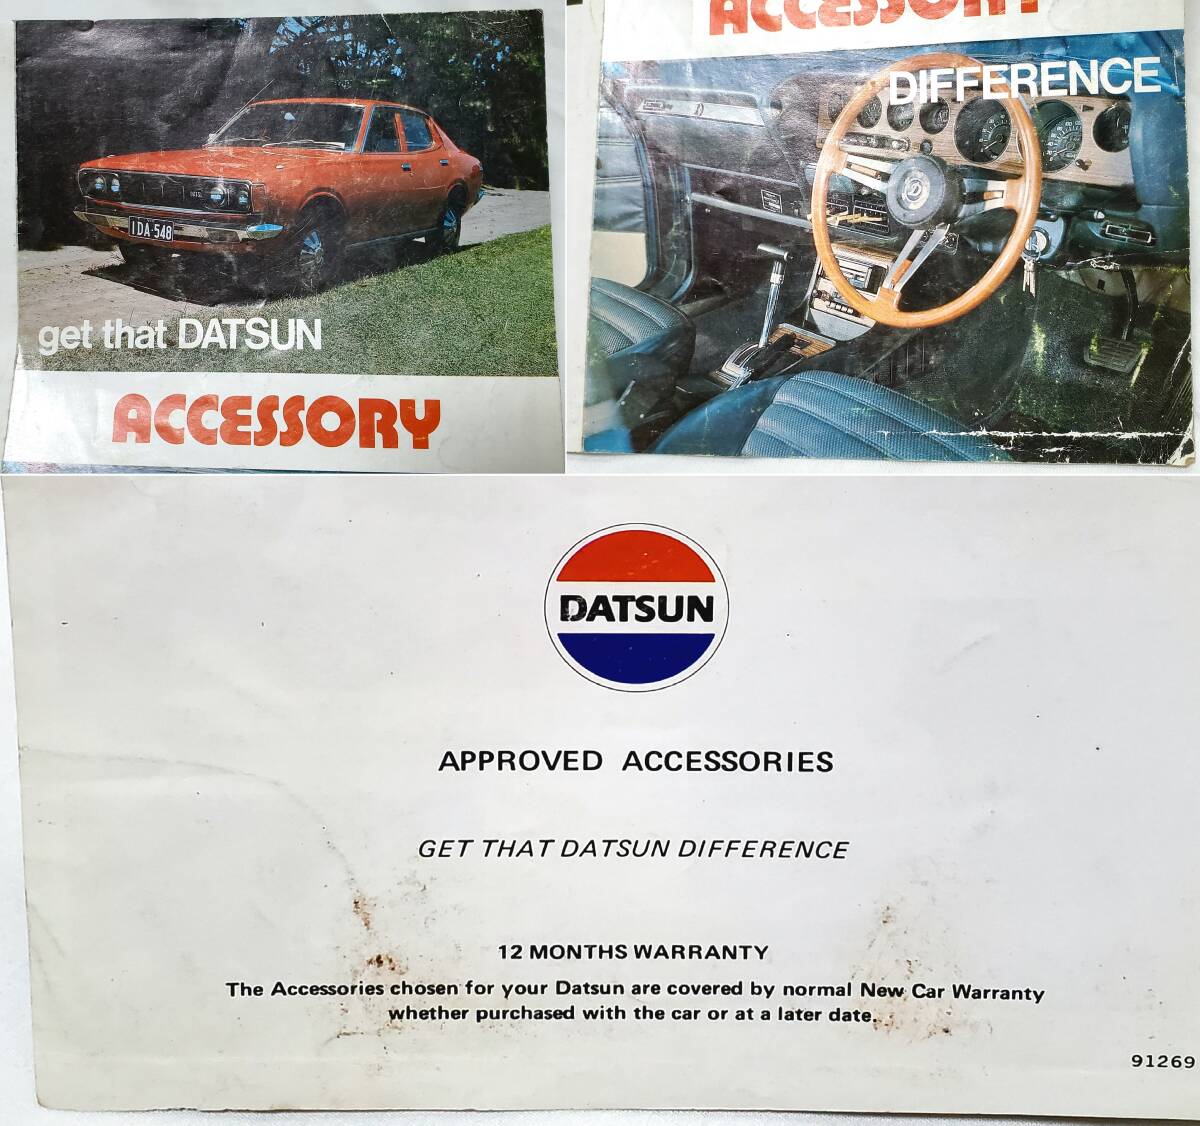 IDA·548
get that DATSUN
ACCESSORY
ACCESSORY
DIFFERENCE
DATSUN
APPROVED ACCESSORIES
GET THAT DATSUN DIFFERENCE
12 MONTHS WARRANTY
The Accessories chosen for your Datsun are covered by normal New Car Warranty
whether purchased with the car or at a later date.
91269